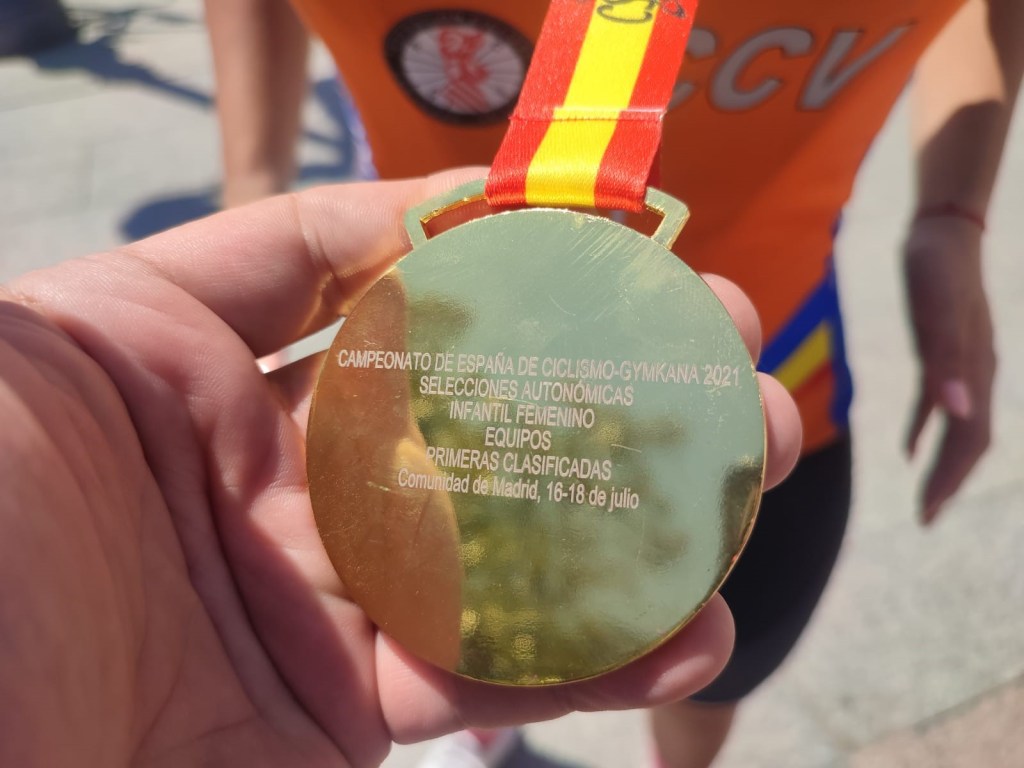 CCV
CAMPEONATO DE ESPAÑA DE CICLISMO-GYMKANA 2021
SELECCIONES AUTONÓMICAS
INFANTIL FEMENINO
EQUIPOS
PRIMERAS CLASIFICADAS
Comunidad de Madrid, 16-18 de julio